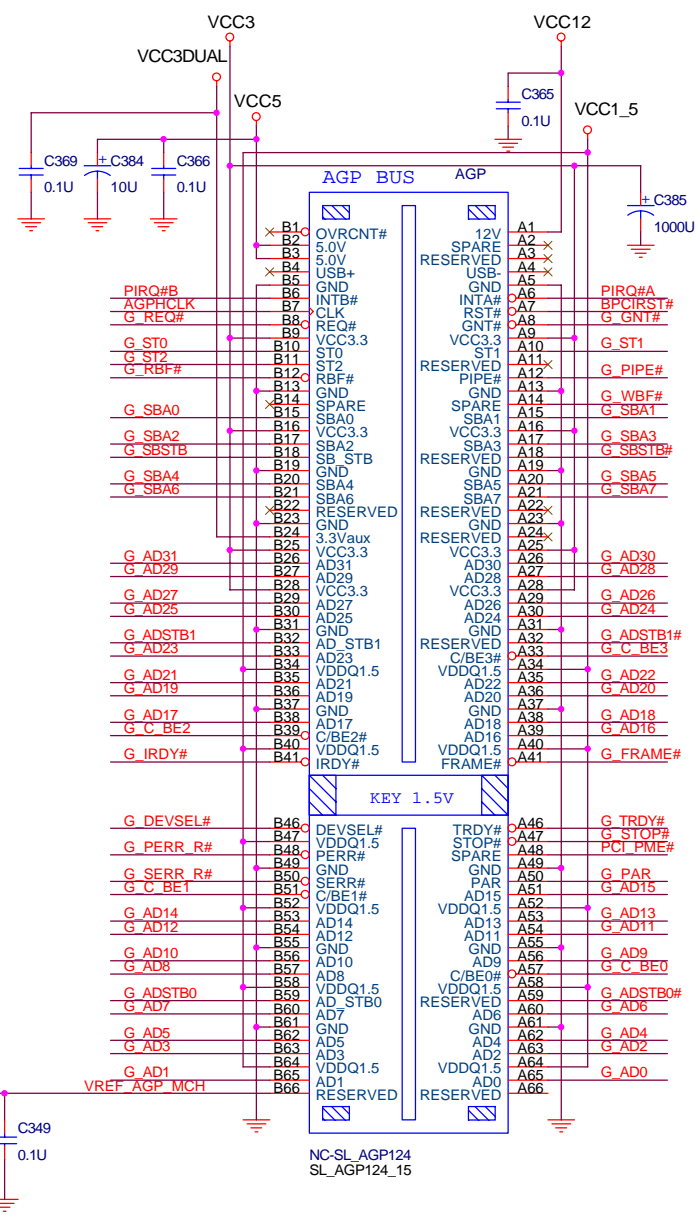 VCC3 VCC12
VCC3DUAL
VCC5 C365 VCC1_5
0.1U
C369 C384 C366
0.1U 10U 0.1U
AGP BUS AGP
C385
1000U
B1 OVRCNT# 12V A1
B2 5.0V SPARE A2
B3 5.0V RESERVED A3
B4 USB+ USB- A4
B5 GND GND A5
PIRQ#B B6 INTB# INTA# A6 PIRQ#A
AGPHCLK B7 CLK RST# A7 BPCIRST#
G_REQ# B8 REQ# GNT# A8 G_GNT#
B9 VCC3.3 VCC3.3 A9
G_ST0 B10 ST0 ST1 A10 G_ST1
G_ST2 B11 ST2 RESERVED A11
G_RBF# B12 RBF# PIPE# A12 G_PIPE#
B13 GND GND A13
B14 SPARE SPARE A14 G_WBF#
G_SBA0 B15 SBA0 SBA1 A15 G_SBA1
B16 VCC3.3 VCC3.3 A16
G_SBA2 B17 SBA2 SBA3 A17 G_SBA3
G_SBSTB B18 SB_STB RESERVED A18 G_SBSTB#
B19 GND GND A19
G_SBA4 B20 SBA4 SBA5 A20 G_SBA5
G_SBA6 B21 SBA6 SBA7 A21 G_SBA7
B22 RESERVED RESERVED A22
B23 GND GND A23
B24 3.3Vaux RESERVED A24
B25 VCC3.3 VCC3.3 A25
G_AD31 B26 AD31 AD30 A26 G_AD30
G_AD29 B27 AD29 AD28 A27 G_AD28
B28 VCC3.3 VCC3.3 A28
G_AD27 B29 AD27 AD26 A29 G_AD26
G_AD25 B30 AD25 AD24 A30 G_AD24
B31 GND GND A31
G_ADSTB1 B32 AD_STB1 RESERVED A32 G_ADSTB1#
G_AD23 B33 AD23 C/BE3# A33 G_C_BE3
B34 VDDQ1.5 VDDQ1.5 A34
G_AD21 B35 AD21 AD22 A35 G_AD22
G_AD19 B36 AD19 AD20 A36 G_AD20
B37 GND GND A37
G_AD17 B38 AD17 AD18 A38 G_AD18
G_C_BE2 B39 C/BE2# AD16 A39 G_AD16
B40 VDDQ1.5 VDDQ1.5 A40
G_IRDY# B41 IRDY# FRAME# A41 G_FRAME#
KEY 1.5V
G_DEVSEL# B46 DEVSEL# TRDY# A46 G_TRDY#
B47 VDDQ1.5 STOP# A47 G_STOP#
G_PERR_R# B48 PERR# SPARE A48 PCI_PME#
B49 GND GND A49
G_SERR_R# B50 SERR# PAR A50 G_PAR
G_C_BE1 B51 C/BE1# AD15 A51 G_AD15
B52 VDDQ1.5 VDDQ1.5 A52
G_AD14 B53 AD14 AD13 A53 G_AD13
G_AD12 B54 AD12 AD11 A54 G_AD11
B55 GND GND A55
G_AD10 B56 AD10 AD9 A56 G_AD9
G_AD8 B57 AD8 C/BE0# A57 G_C_BE0
B58 VDDQ1.5 VDDQ1.5 A58
G_ADSTB0 B59 AD_STB0 RESERVED A59 G_ADSTB0#
G_AD7 B60 AD7 AD6 A60 G_AD6
B61 GND GND A61
G_AD5 B62 AD5 AD4 A62 G_AD4
G_AD3 B63 AD3 AD2 A63 G_AD2
B64 VDDQ1.5 VDDQ1.5 A64
G_AD1 B65 AD1 AD0 A65 G_AD0
VREF_AGP_MCH B66 RESERVED RESERVED A66
C349
0.1U
NC-SL_AGP124
SL_AGP124_15